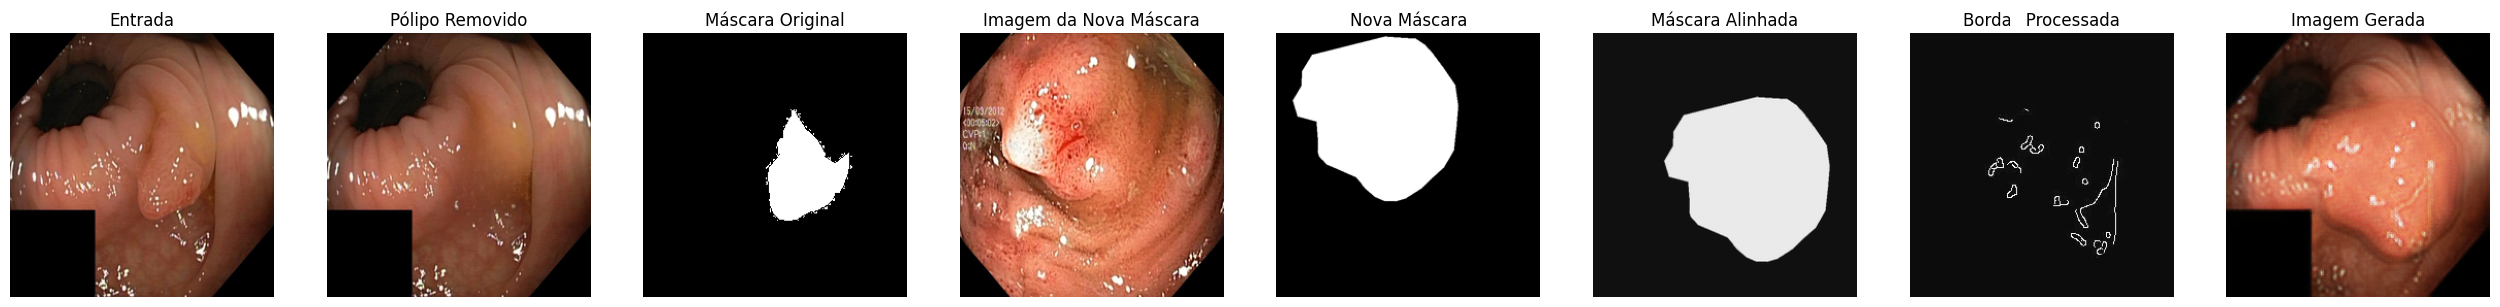 Entrada
Pólipo Removido
Máscara Original
Imagem da Nova Máscara
Nova Máscara
Máscara Alinhada
Borda   Processada
Imagem Gerada
15/03/2012